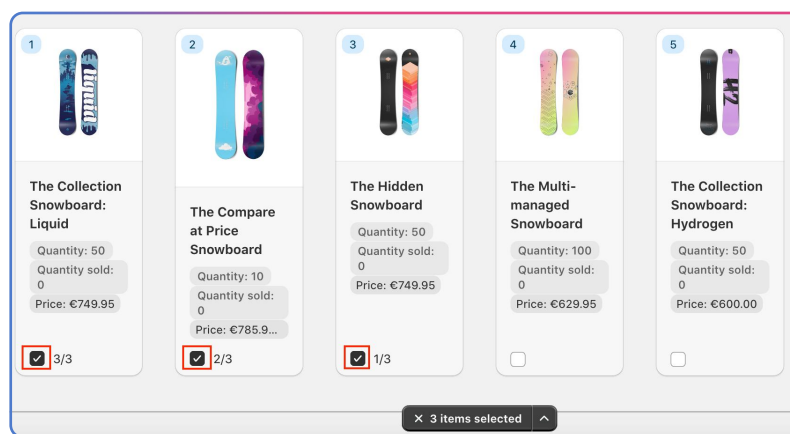 1
liquid
The Collection
Snowboard:
Liquid
Quantity: 50
Quantity sold:
0
Price: €749.95
3/3
2
The Compare
at Price
Snowboard
Quantity: 10
Quantity sold:
0
Price: €785.9...
2/3
3
The Hidden
Snowboard
Quantity: 50
Quantity sold:
0
Price: €749.95
1/3
4
The Multi-
managed
Snowboard
Quantity: 100
Quantity sold:
0
Price: €629.95
5
H2
The Collection
Snowboard:
Hydrogen
Quantity: 50
Quantity sold:
0
Price: €600.00
3 items selected